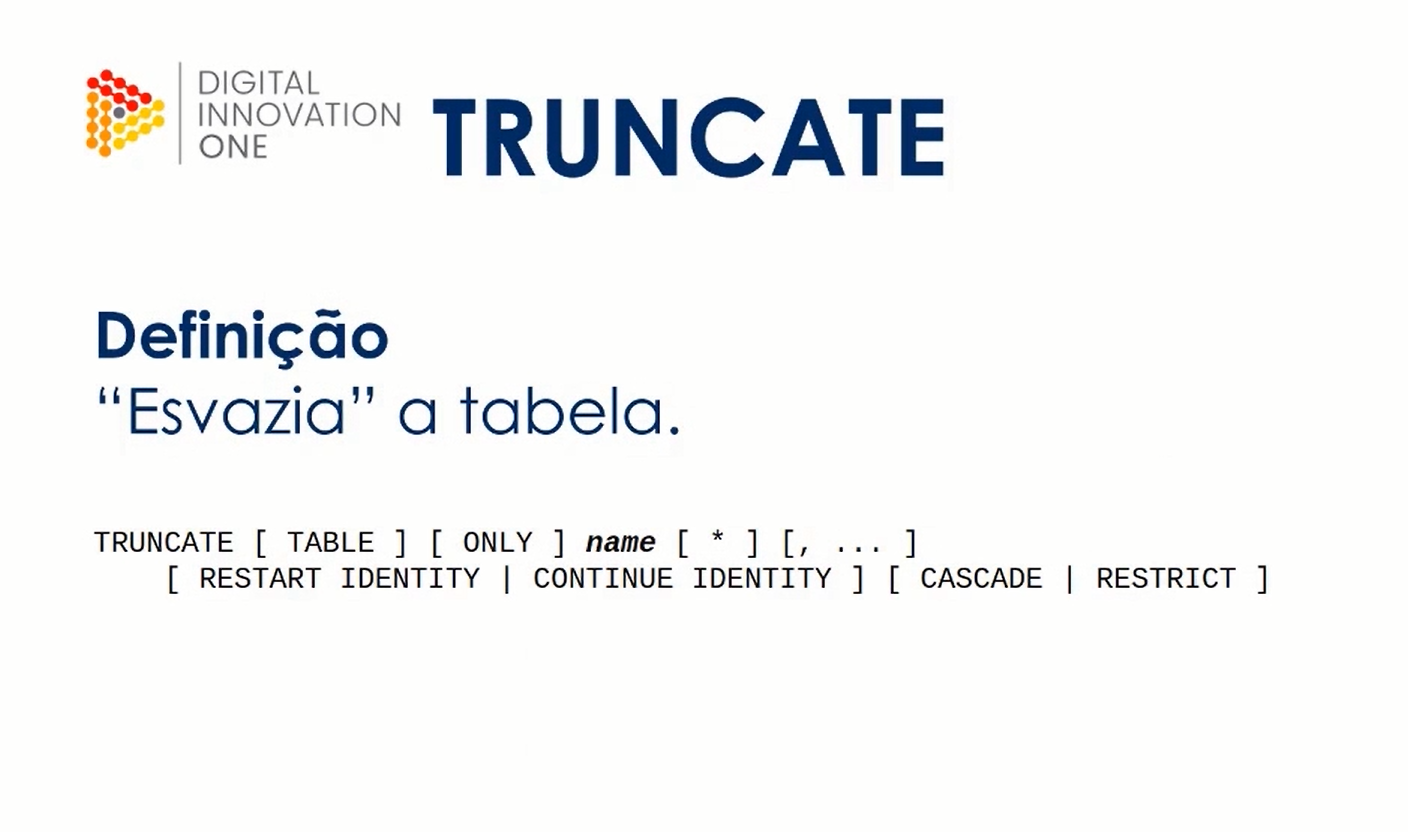 DIGITAL
INNOVATION
ONE
TRUNCATE
Definição
“Esvazia” a tabela.
TRUNCATE [ TABLE ] [ ONLY ] name [ * ] [, ... ]
[ RESTART IDENTITY | CONTINUE IDENTITY ] [ CASCADE | RESTRICT ]